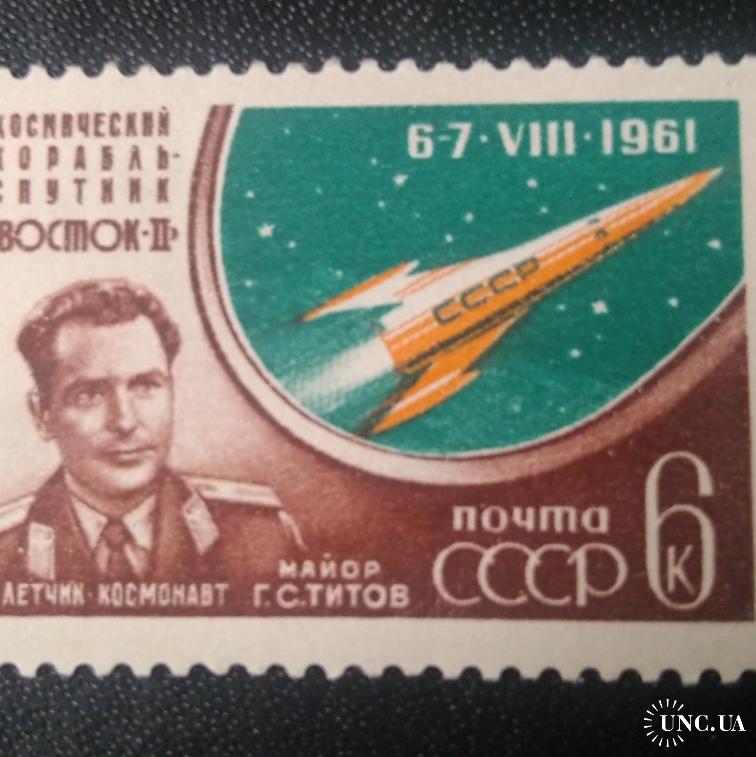 КОСМИЧЕСКИЙ
КОРАБЛЬ-
СПУТНИК
ВОСТОК-II»
6-7·VIII·1961
СССР
почта
СССР
6
К
МАЙОР
ЛЕТЧИК·КОСМОНАВТ Г.С.ТИТОВ
UNC.UA